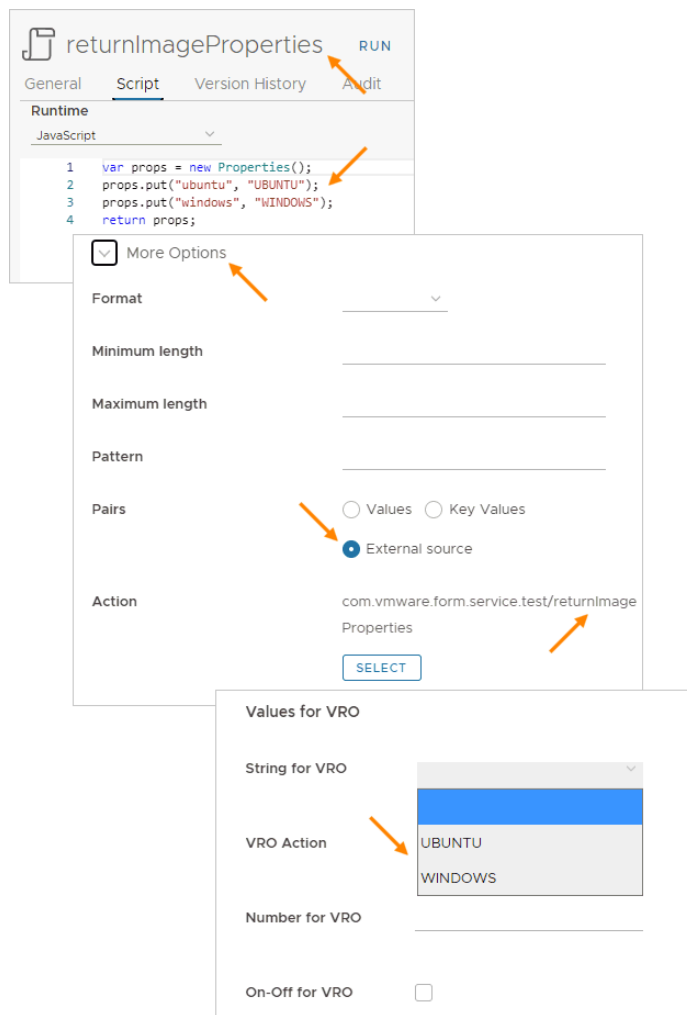 returnImageProperties RUN
General Script Version History Audit
Runtime
JavaScript
1 var props = new Properties();
2 props.put("ubuntu", "UBUNTU");
3 props.put("windows", "WINDOWS");
4 return props;
More Options
Format
Minimum length
Maximum length
Pattern
Pairs Values Key Values
External source
Action com.vmware.form.service.test/returnImage
Properties
SELECT
Values for VRO
String for VRO
VRO Action UBUNTU
WINDOWS
Number for VRO
On-Off for VRO